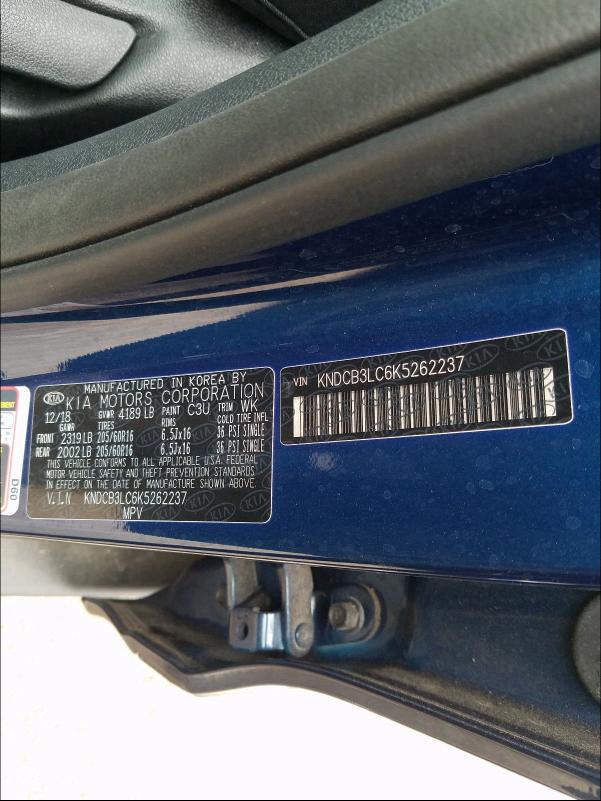 MANUFACTURED IN KOREA BY
KIA KIA MOTORS CORPORATION
12/18 GVWR 4189 LB PAINT C3U TRIM WK
GAWR TIRES RIMS COLD TIRE INFL
FRONT 2319 LB 205/60R16 6.5Jx16 36 PSI SINGLE
REAR 2002 LB 205/60R16 6.5Jx16 36 PSI SINGLE
THIS VEHICLE CONFORMS TO ALL APPLICABLE U.S.A. FEDERAL
MOTOR VEHICLE SAFETY AND THEFT PREVENTION STANDARDS
IN EFFECT ON THE DATE OF MANUFACTURE SHOWN ABOVE.
V.I.N KNDCB3LC6K5262237
MPV
VIN KNDCB3LC6K5262237
D60